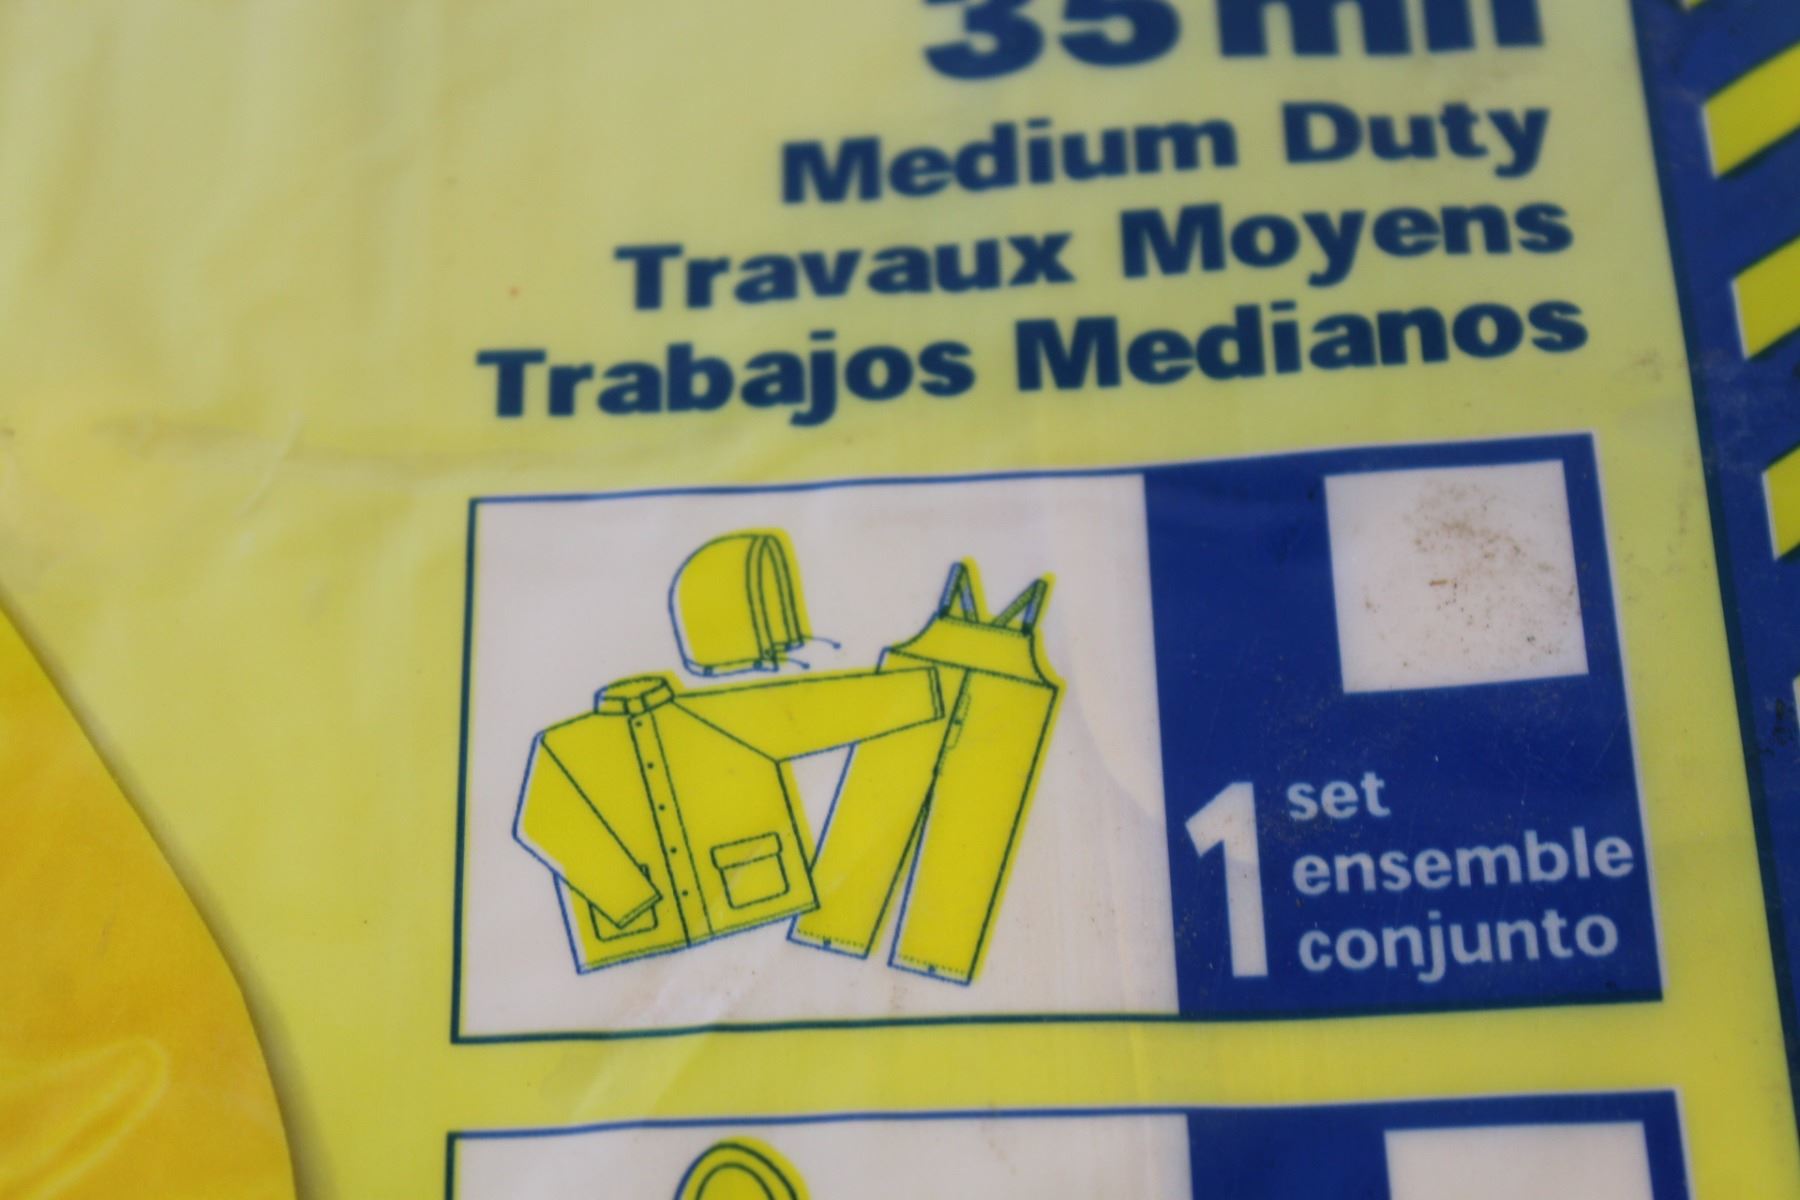 35 mil
Medium Duty
Travaux Moyens
Trabajos Medianos
1 set
ensemble
conjunto